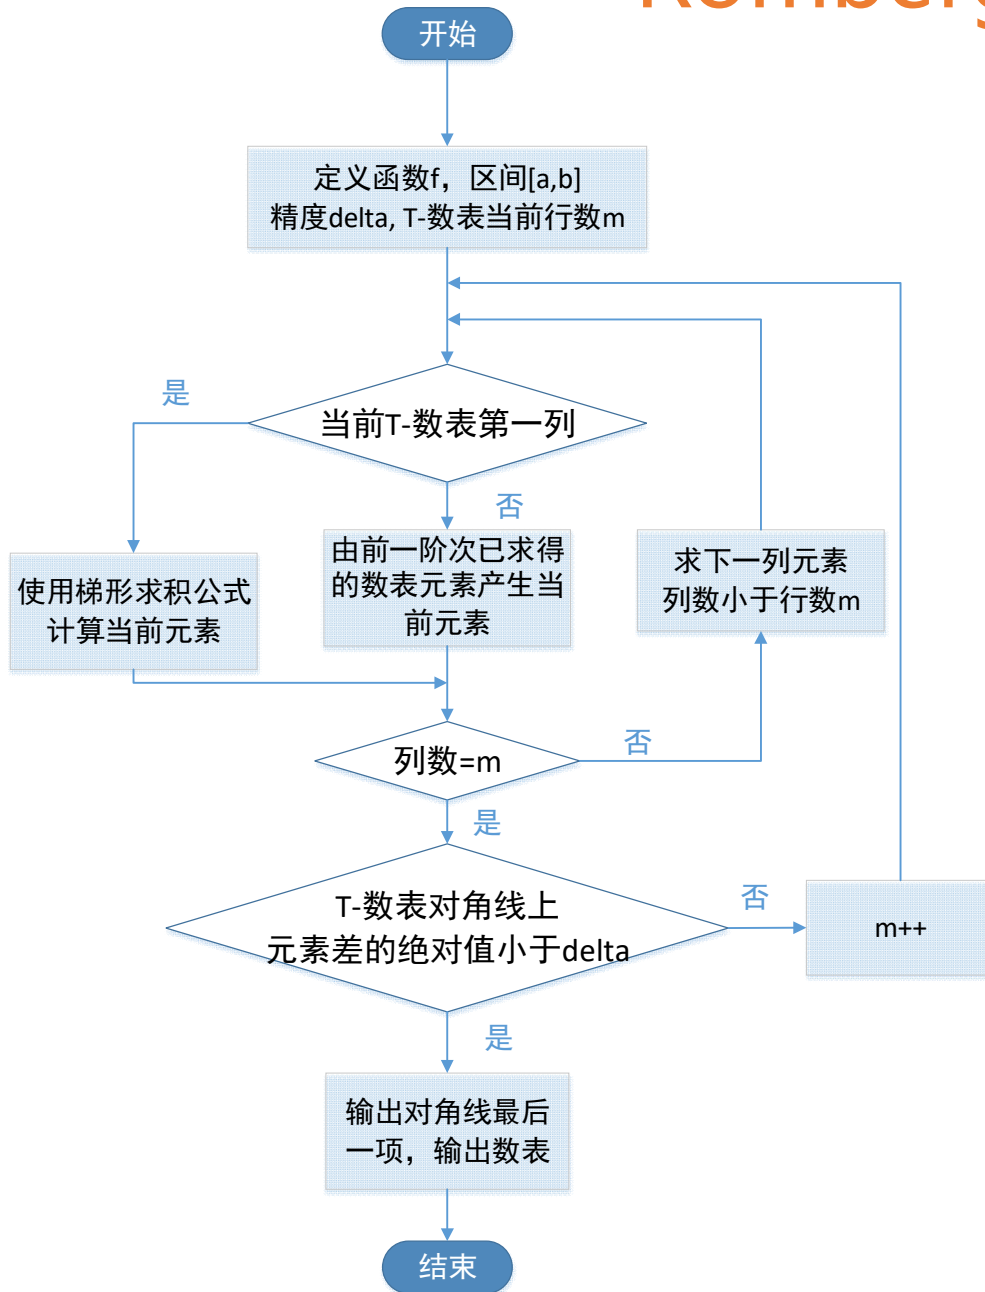 Romberg
开始
定义函数f，区间[a,b]
精度delta, T-数表当前行数m
是
当前T-数表第一列
否
使用梯形求积公式
计算当前元素
由前一阶次已求得
的数表元素产生当
前元素
求下一列元素
列数小于行数m
列数=m
否
是
T-数表对角线上
元素差的绝对值小于delta
否
m++
是
输出对角线最后
一项，输出数表
结束